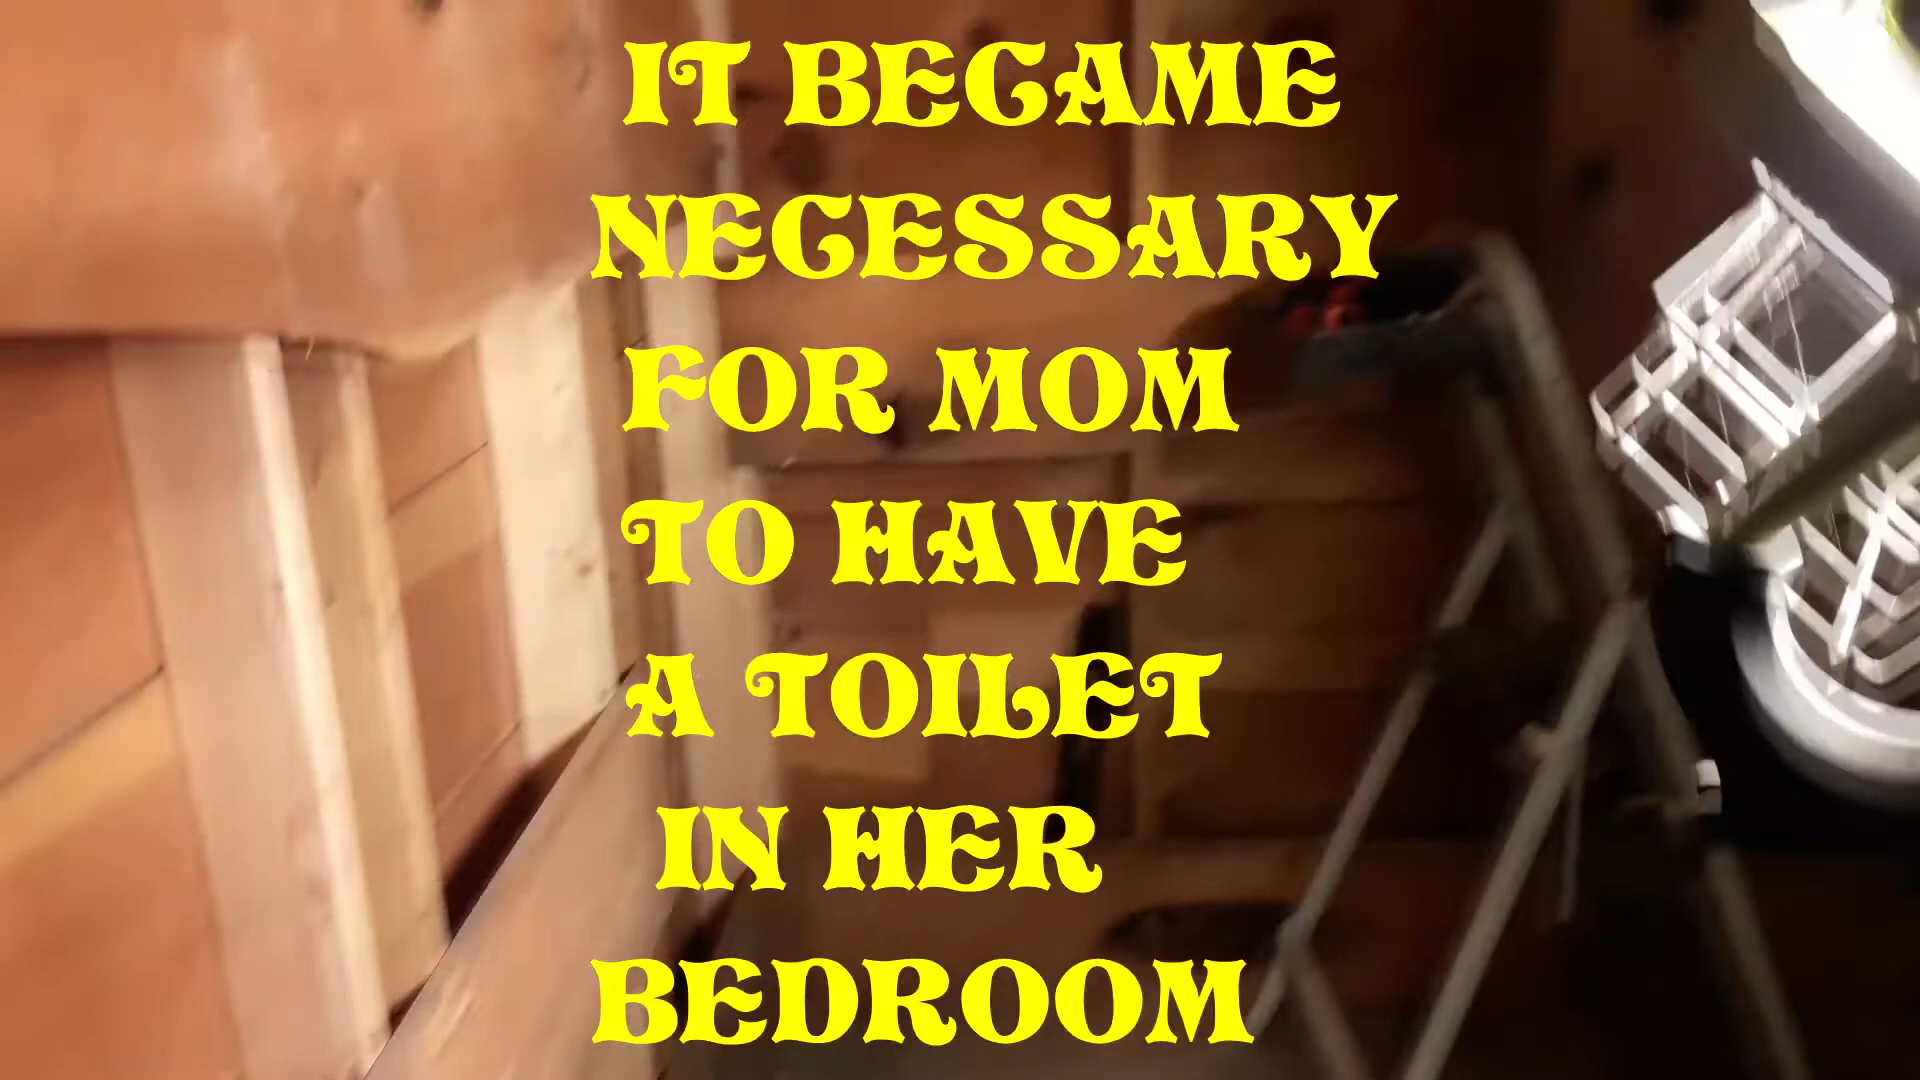 IT BECAME
NECESSARY
FOR MOM
TO HAVE
A TOILET
IN HER
BEDROOM